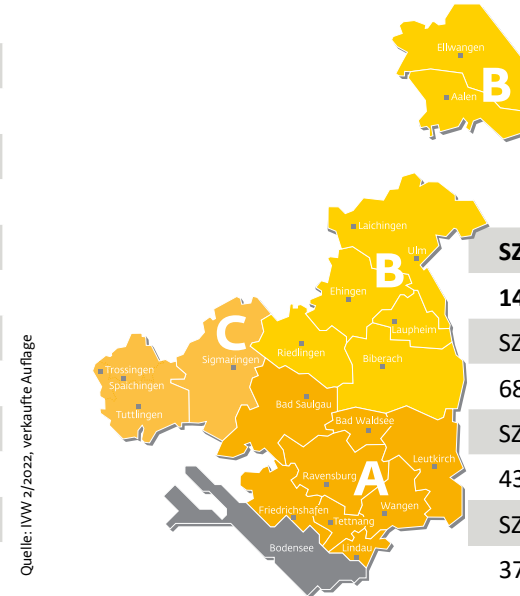 Ellwangen
B
Aalen
Laichingen
Ulm
SZ
B
Ehingen
14
Laupheim
C
SZ
Riedlingen
Biberach
Sigmaringen
Trossingen
Spaichingen
68
Tuttlingen
Bad Saulgau
Bad Waldsee
SZ
Leutkirch
A
43
Ravensburg
Wangen
Friedrichshafen
Tettnang
SZ
Bodensee
Lindau
37
Quelle: IVW 2/2022, verkaufte Auflage